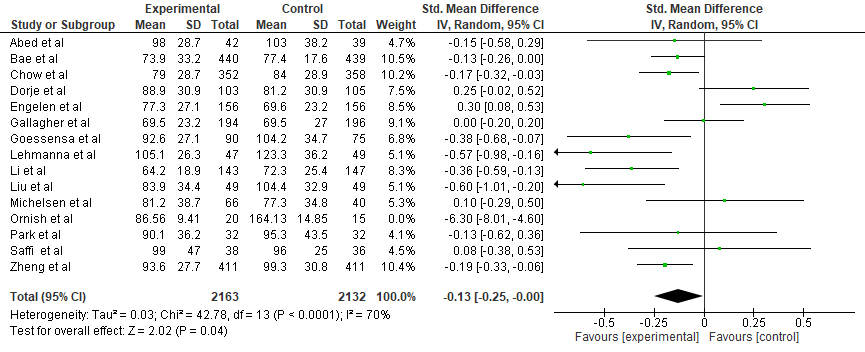 Experimental Control Std. Mean Difference Std. Mean Difference
Study or Subgroup Mean SD Total Mean SD Total Weight IV, Random, 95% CI IV, Random, 95% CI
Abed et al 98 28.7 42 103 38.2 39 4.7% -0.15 [-0.58, 0.29]
Bae et al 73.9 33.2 440 77.4 17.6 439 10.5% -0.13 [-0.26, 0.00]
Chow et al 79 28.7 352 84 28.9 358 10.1% -0.17 [-0.32, -0.03]
Dorje et al 88.9 30.9 103 81.2 30.9 105 7.8% 0.25 [-0.02, 0.52]
Engelen et al 77.3 27.1 156 69.6 23.2 156 8.8% 0.30 [0.08, 0.53]
Gallagher et al 69.5 23.2 194 69.5 27 196 9.2% 0.00 [-0.20, 0.20]
Goessensa et al 92.6 27.1 90 104.2 34.7 75 7.2% -0.38 [-0.68, -0.07]
Lehmanna et al 105.1 26.3 47 123.3 36.2 49 5.2% -0.57 [-0.98, -0.16]
Li et al 64.2 18.9 143 72.3 25.4 147 8.6% -0.36 [-0.59, -0.13]
Liu et al 83.9 34.4 49 104.4 32.9 49 5.2% -0.60 [-1.01, -0.20]
Michelsen et al 81.2 38.7 66 77.3 34.8 40 5.4% 0.10 [-0.29, 0.50]
Ornish et al 86.56 9.41 20 164.13 14.85 15 0.0% -6.30 [-8.01, -4.60]
Park et al 90.1 36.2 32 95.3 43.5 32 4.1% -0.13 [-0.62, 0.36]
Saffi et al 99 47 38 96 25 36 4.5% 0.08 [-0.38, 0.53]
Zheng et al 93.6 27.7 411 99.3 30.8 411 10.4% -0.19 [-0.33, -0.06]
Total (95% CI) 2163 2132 100.0% -0.13 [-0.25, -0.00]
Heterogeneity: Tau² = 0.03; Chi² = 42.78, df = 13 (P < 0.0001); I² = 70%
Test for overall effect: Z = 2.02 (P = 0.04)
-0.5 -0.25 0 0.25 0.5
Favours [experimental] Favours [control]